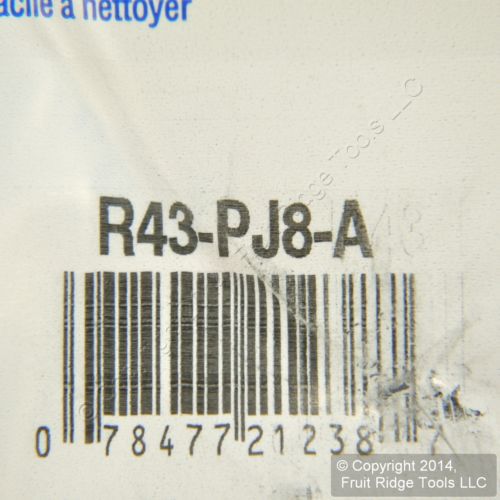 facile à nettoyer
R43-PJ8-A
0 78477 21238
© Copyright 2014,
Fruit Ridge Tools LLC